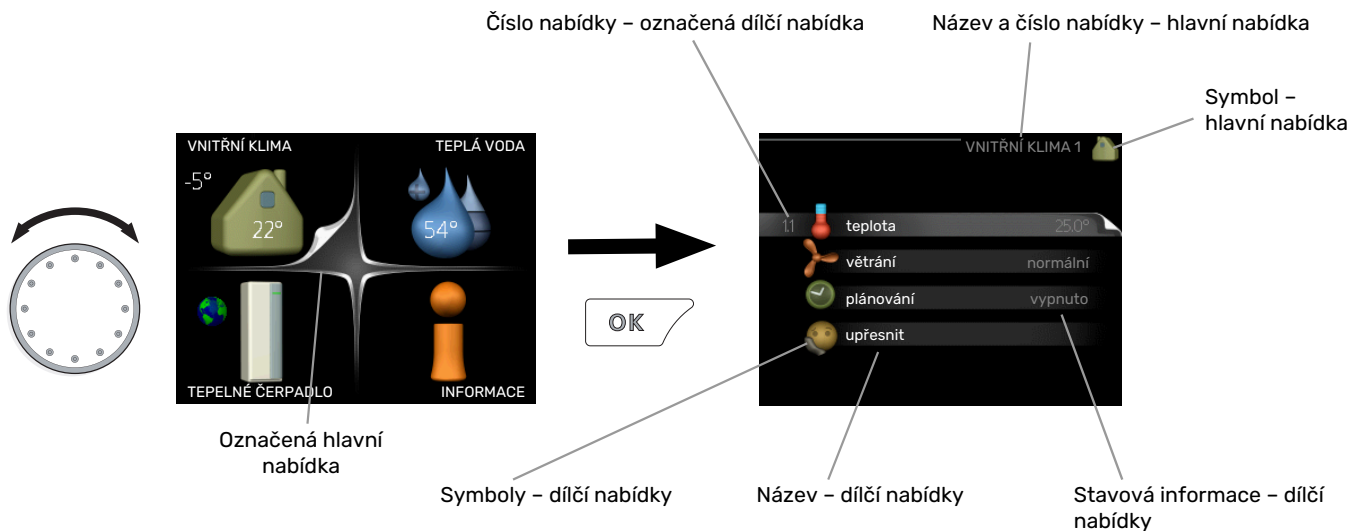 Číslo nabídky – označená dílčí nabídka
Název a číslo nabídky – hlavní nabídka
Symbol –
hlavní nabídka
VNITŘNÍ KLIMA
TEPLÁ VODA
-5°
22°
54°
TEPELNÉ ČERPADLO
INFORMACE
Označená hlavní
nabídka
OK
VNITŘNÍ KLIMA 1
1.1 teplota 25.0°
větrání normální
plánování vypnuto
upřesnit
Symboly – dílčí nabídky
Název – dílčí nabídky
Stavová informace – dílčí
nabídky